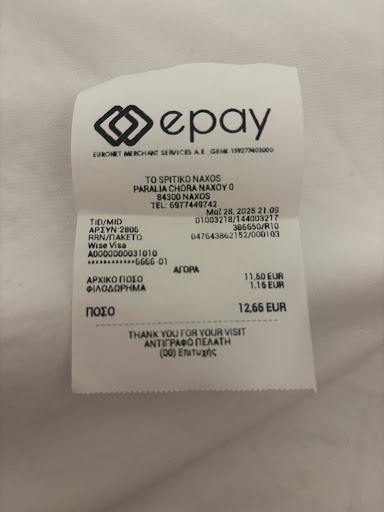 epay
EURONET MERCHANT SERVICES A.E. ΓΕΜΗ:
TO SPITIKO NAXOS
PARALIA CHORA NAXOY 0
84300 NAXOS
TEL: 6977449742
Μαϊ 28, 2025 21:09
TID/MID 01003218/144003217
ΑΡ.ΣΥΝ:2806 386650/R10
RRN/ΠΑΚΕΤΟ 047643862152/000103
Wise Visa
A0000000031010
************6666-01
ΑΓΟΡΑ
ΑΡΧΙΚΟ ΠΟΣΟ 11,50 EUR
ΦΙΛΟΔΩΡΗΜΑ 1,15 EUR
ΠΟΣΟ 12,65 EUR
THANK YOU FOR YOUR VISIT
ΑΝΤΙΓΡΑΦΟ ΠΕΛΑΤΗ
(00) Επιτυχής